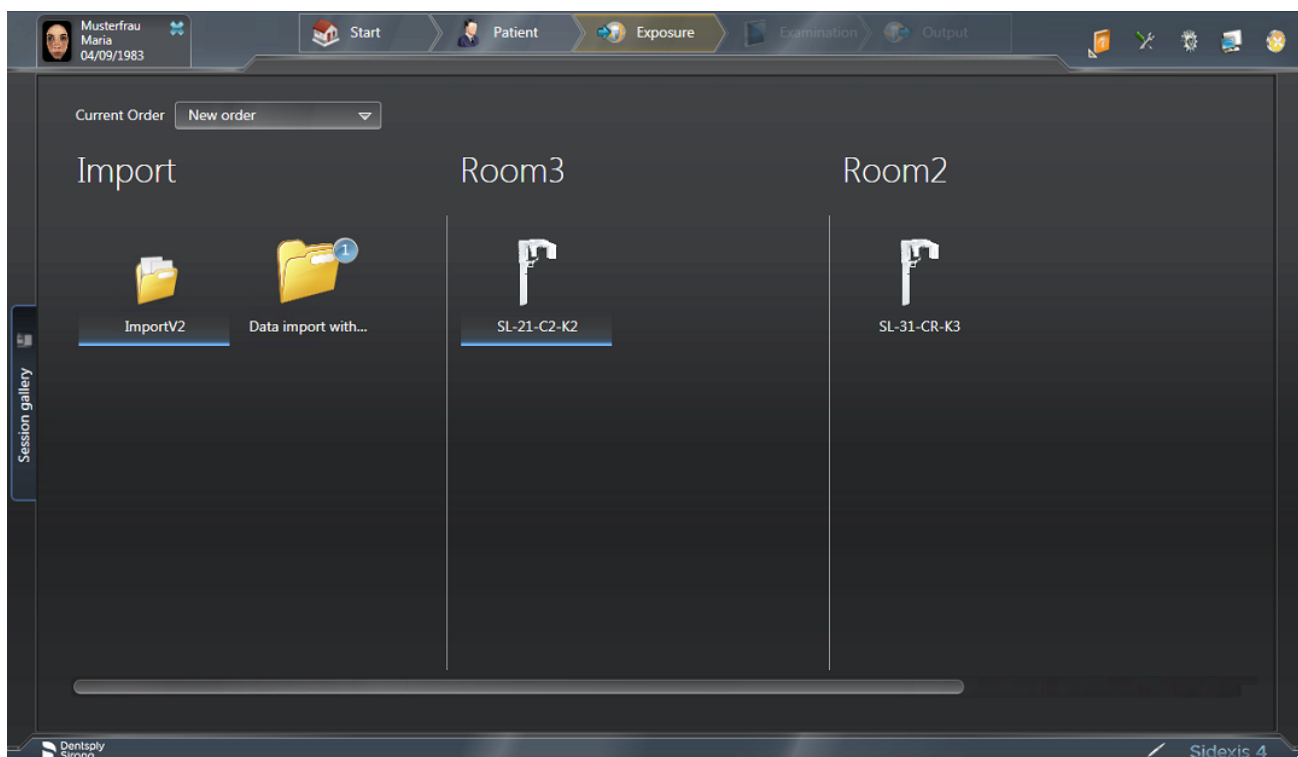 Musterfrau
Maria
04/09/1983
Start
Patient
Exposure
Examination
Output
Current Order
New order
Import
Room3
Room2
1
ImportV2
Data import with...
SL-21-C2-K2
SL-31-CR-K3
Session gallery
Dentsply
Sirona
Sidexis 4